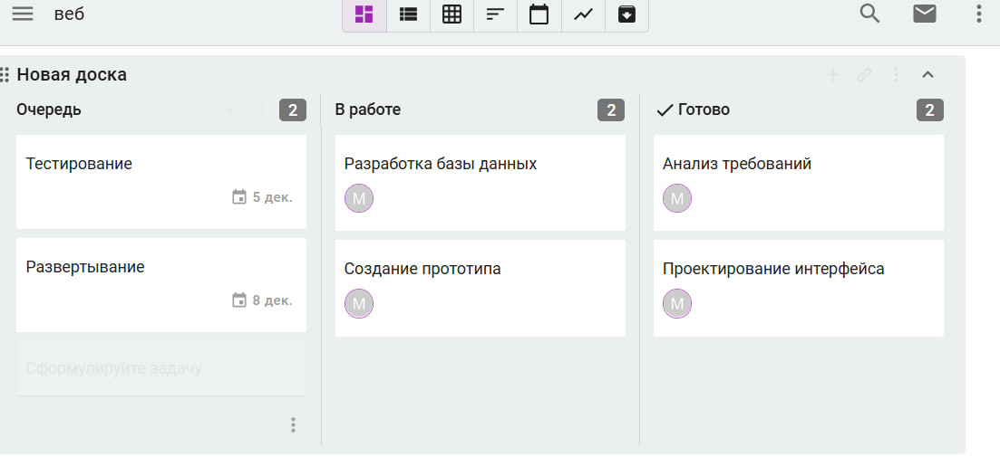 веб
Новая доска
Очередь
2
Тестирование
5 дек.
Развертывание
8 дек.
Сформулируйте задачу
В работе
2
Разработка базы данных
М
Создание прототипа
М
Готово
2
Анализ требований
М
Проектирование интерфейса
М